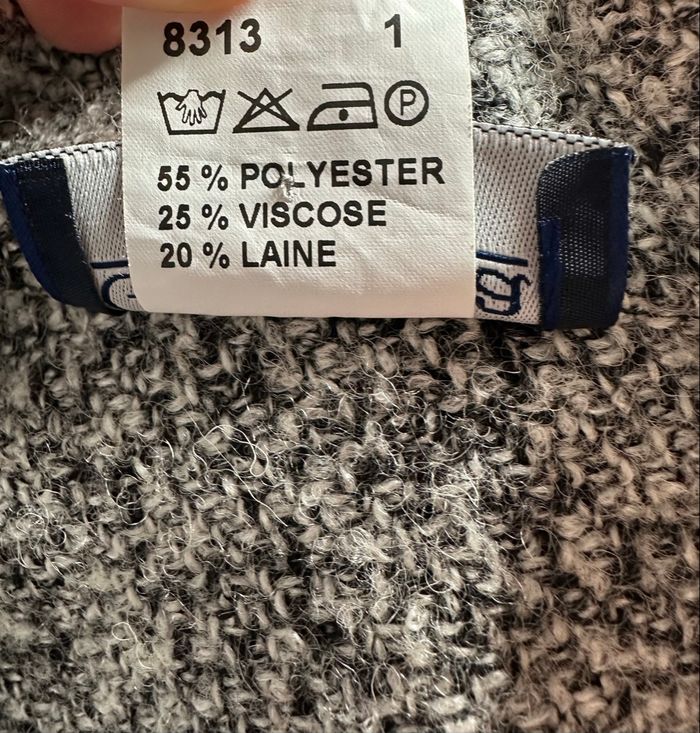 8313 1
P
55 % POLYESTER
25 % VISCOSE
20 % LAINE